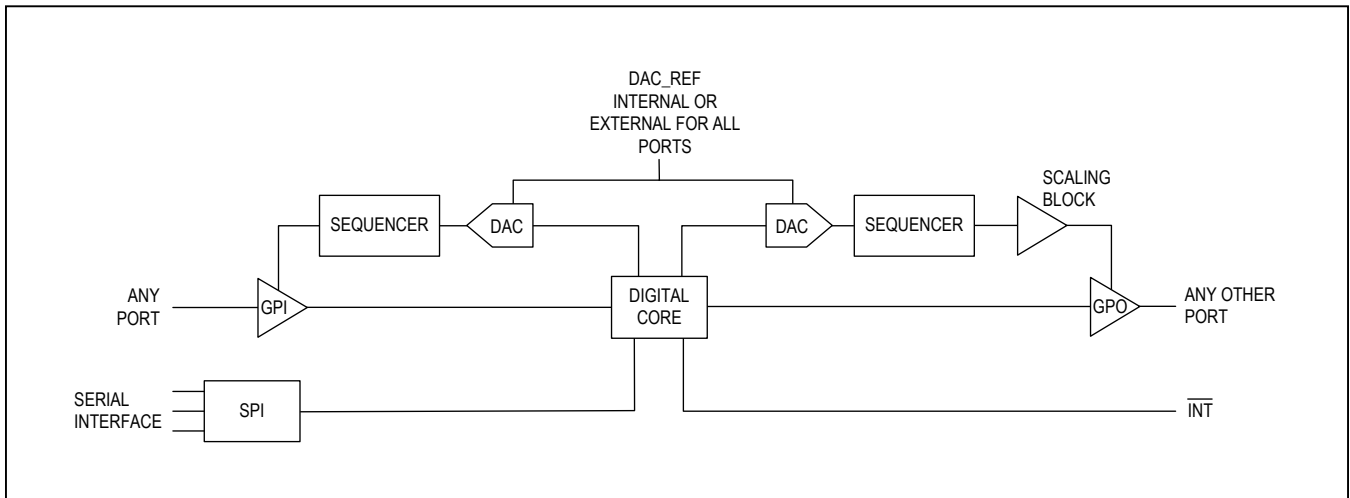 DAC_REF
INTERNAL OR
EXTERNAL FOR ALL
PORTS
SCALING
BLOCK
SEQUENCER
DAC
DAC
SEQUENCER
ANY
PORT
GPI
DIGITAL
CORE
GPO
ANY OTHER
PORT
SERIAL
INTERFACE
SPI
INT